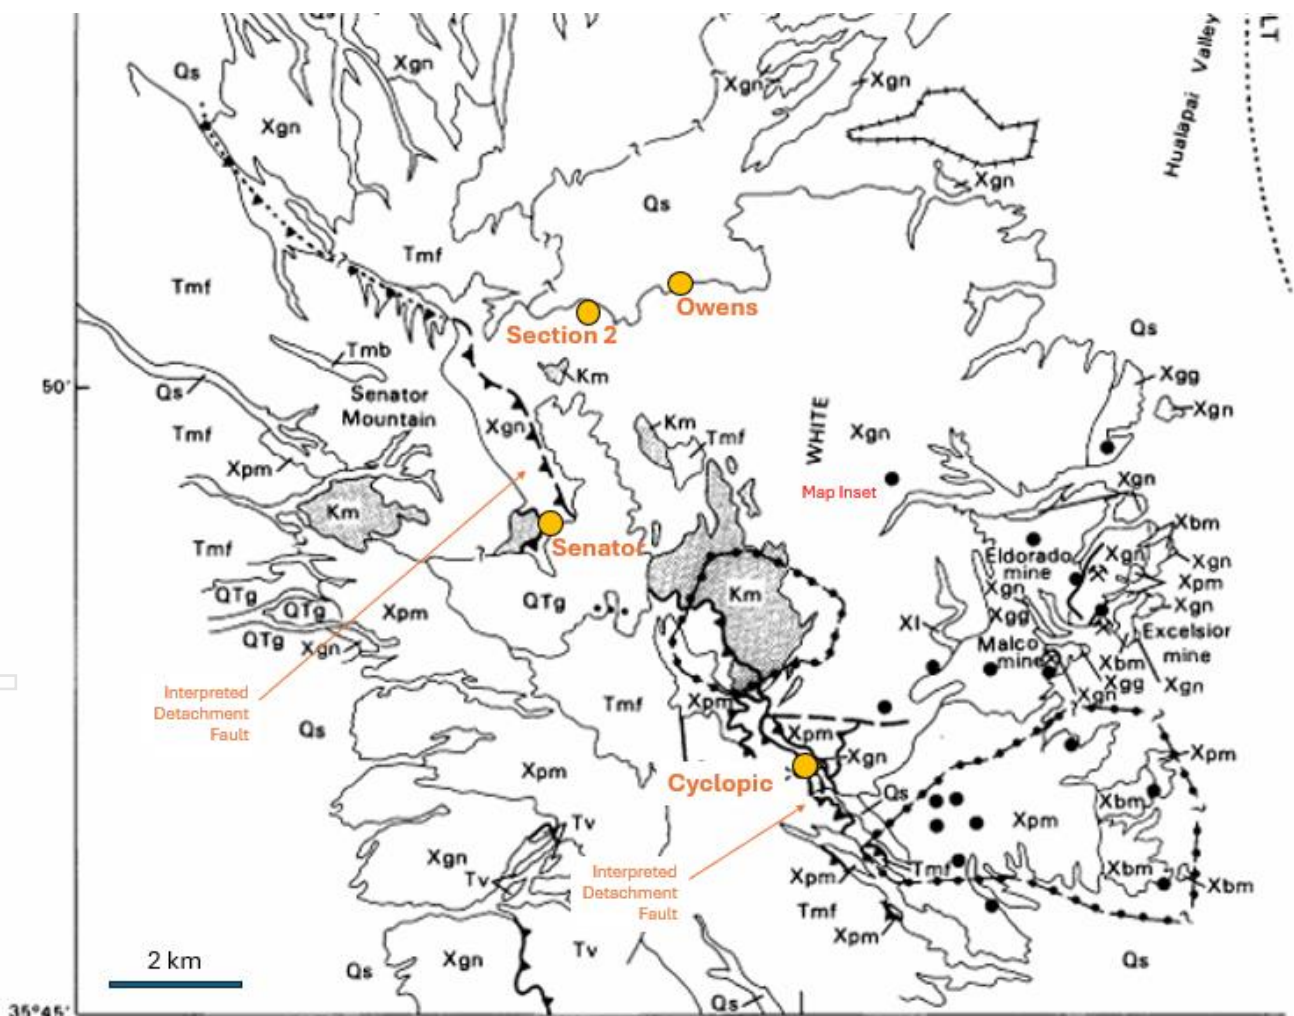 Qs
LT
Qs
Xgn
Xgn
Xgn
Hualapai Valley
Xgn
Xgn
Qs
Tmf
Tmf
Owens
Section 2
Qs
Tmb
Km
Xgg
50'
Qs
Senator
Mountain
Xgn
Tmf
Xgn
Km
Tmf
WHITE
Xgn
Xpm
Map Inset
Xgn
Km
Xbm
Senator
Tmf
Eldorado
mine
Xgn
Xgn
Xpm
QTg
QTg
Xpm
QTg
Km
Xgn
Xgn
Xgg
Xl
Excelsior
mine
QTg
Xgn
Malco
mine
Xbm
Xgg
Xgn
Xgn
Interpreted
Detachment
Fault
Qs
Tmf
Xpm
Xpm
Xgn
Xpm
Xpm
Cyclopic
Qs
Xbm
Xpm
Tv
Xgn
Tv
Interpreted
Detachment
Fault
Xpm
Tmf
Xbm
Xbm
Tmf
Xpm
2 km
Qs
Xgn
Tv
Qs
Qs
35°45'